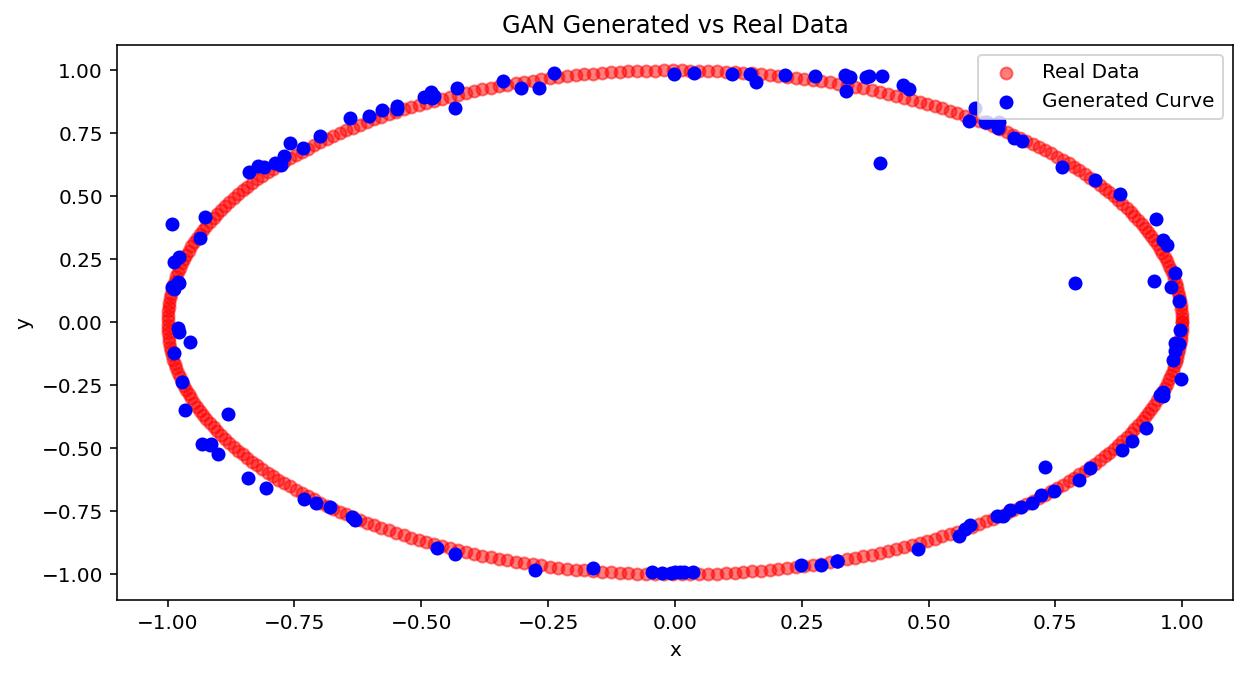 GAN Generated vs Real Data
Real Data
Generated Curve
1.00
0.75
0.50
0.25
0.00
−0.25
−0.50
−0.75
−1.00
y
−1.00 −0.75 −0.50 −0.25 0.00 0.25 0.50 0.75 1.00
x